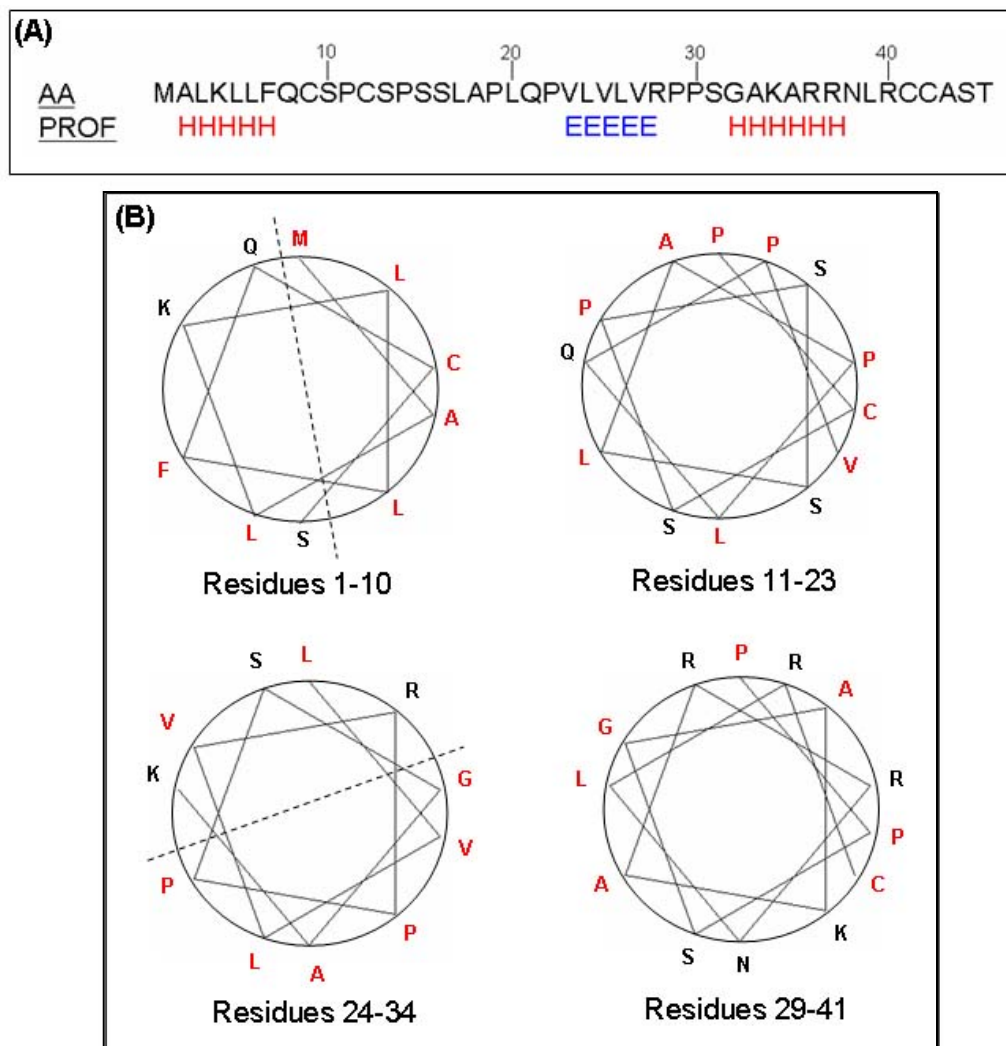 (A)
10 20 30 40
AA MALKLLFQCSPCSPSSLAPLQPVLVLVRPPSGAKARRNLRCCAST
PROF HHHHH EEEEE HHHHHH
(B)
Q M
L
K
C
A
F
L
L
S
Residues 1-10
A P P
S
P
Q
P
C
L
V
S
S
L
Residues 11-23
S L
R
V
K
G
V
P
P
L
A
Residues 24-34
R P R
A
G
L
R
P
A
C
K
S
N
Residues 29-41